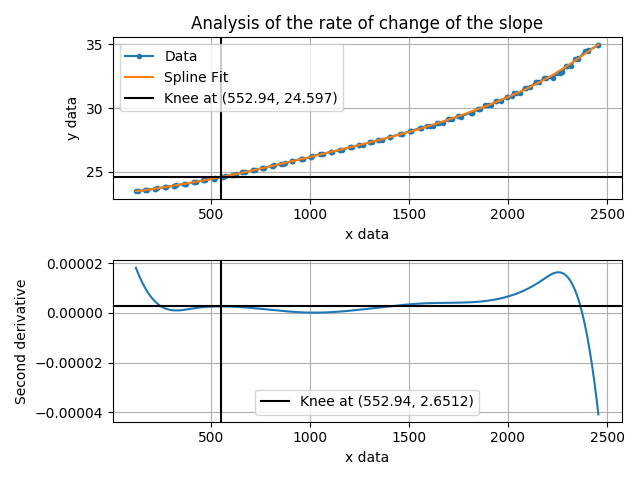 Analysis of the rate of change of the slope
35
30
25
y data
Data
Spline Fit
Knee at (552.94, 24.597)
500 1000 1500 2000 2500
x data
0.00002
0.00000
−0.00002
−0.00004
Second derivative
Knee at (552.94, 2.6512)
500 1000 1500 2000 2500
x data